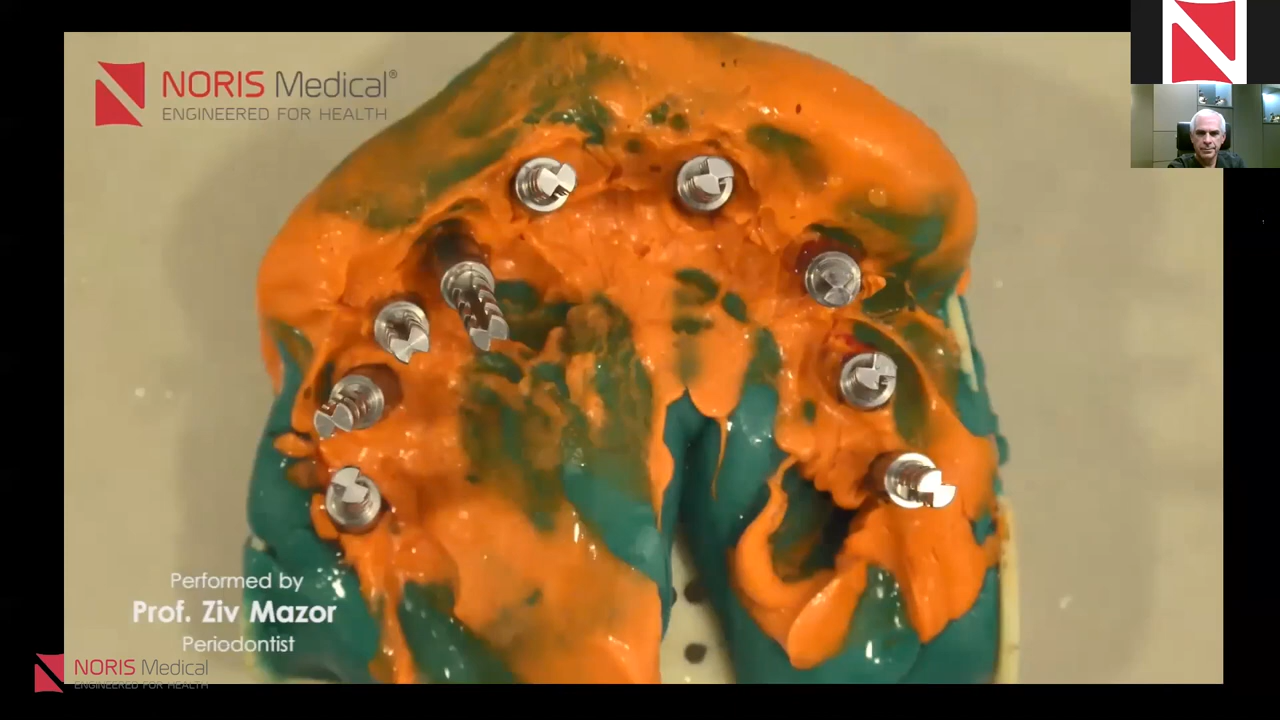 NORIS Medical®
ENGINEERED FOR HEALTH
Performed by
Prof. Ziv Mazor
Periodontist
NORIS Medical
ENGINEERED FOR HEALTH